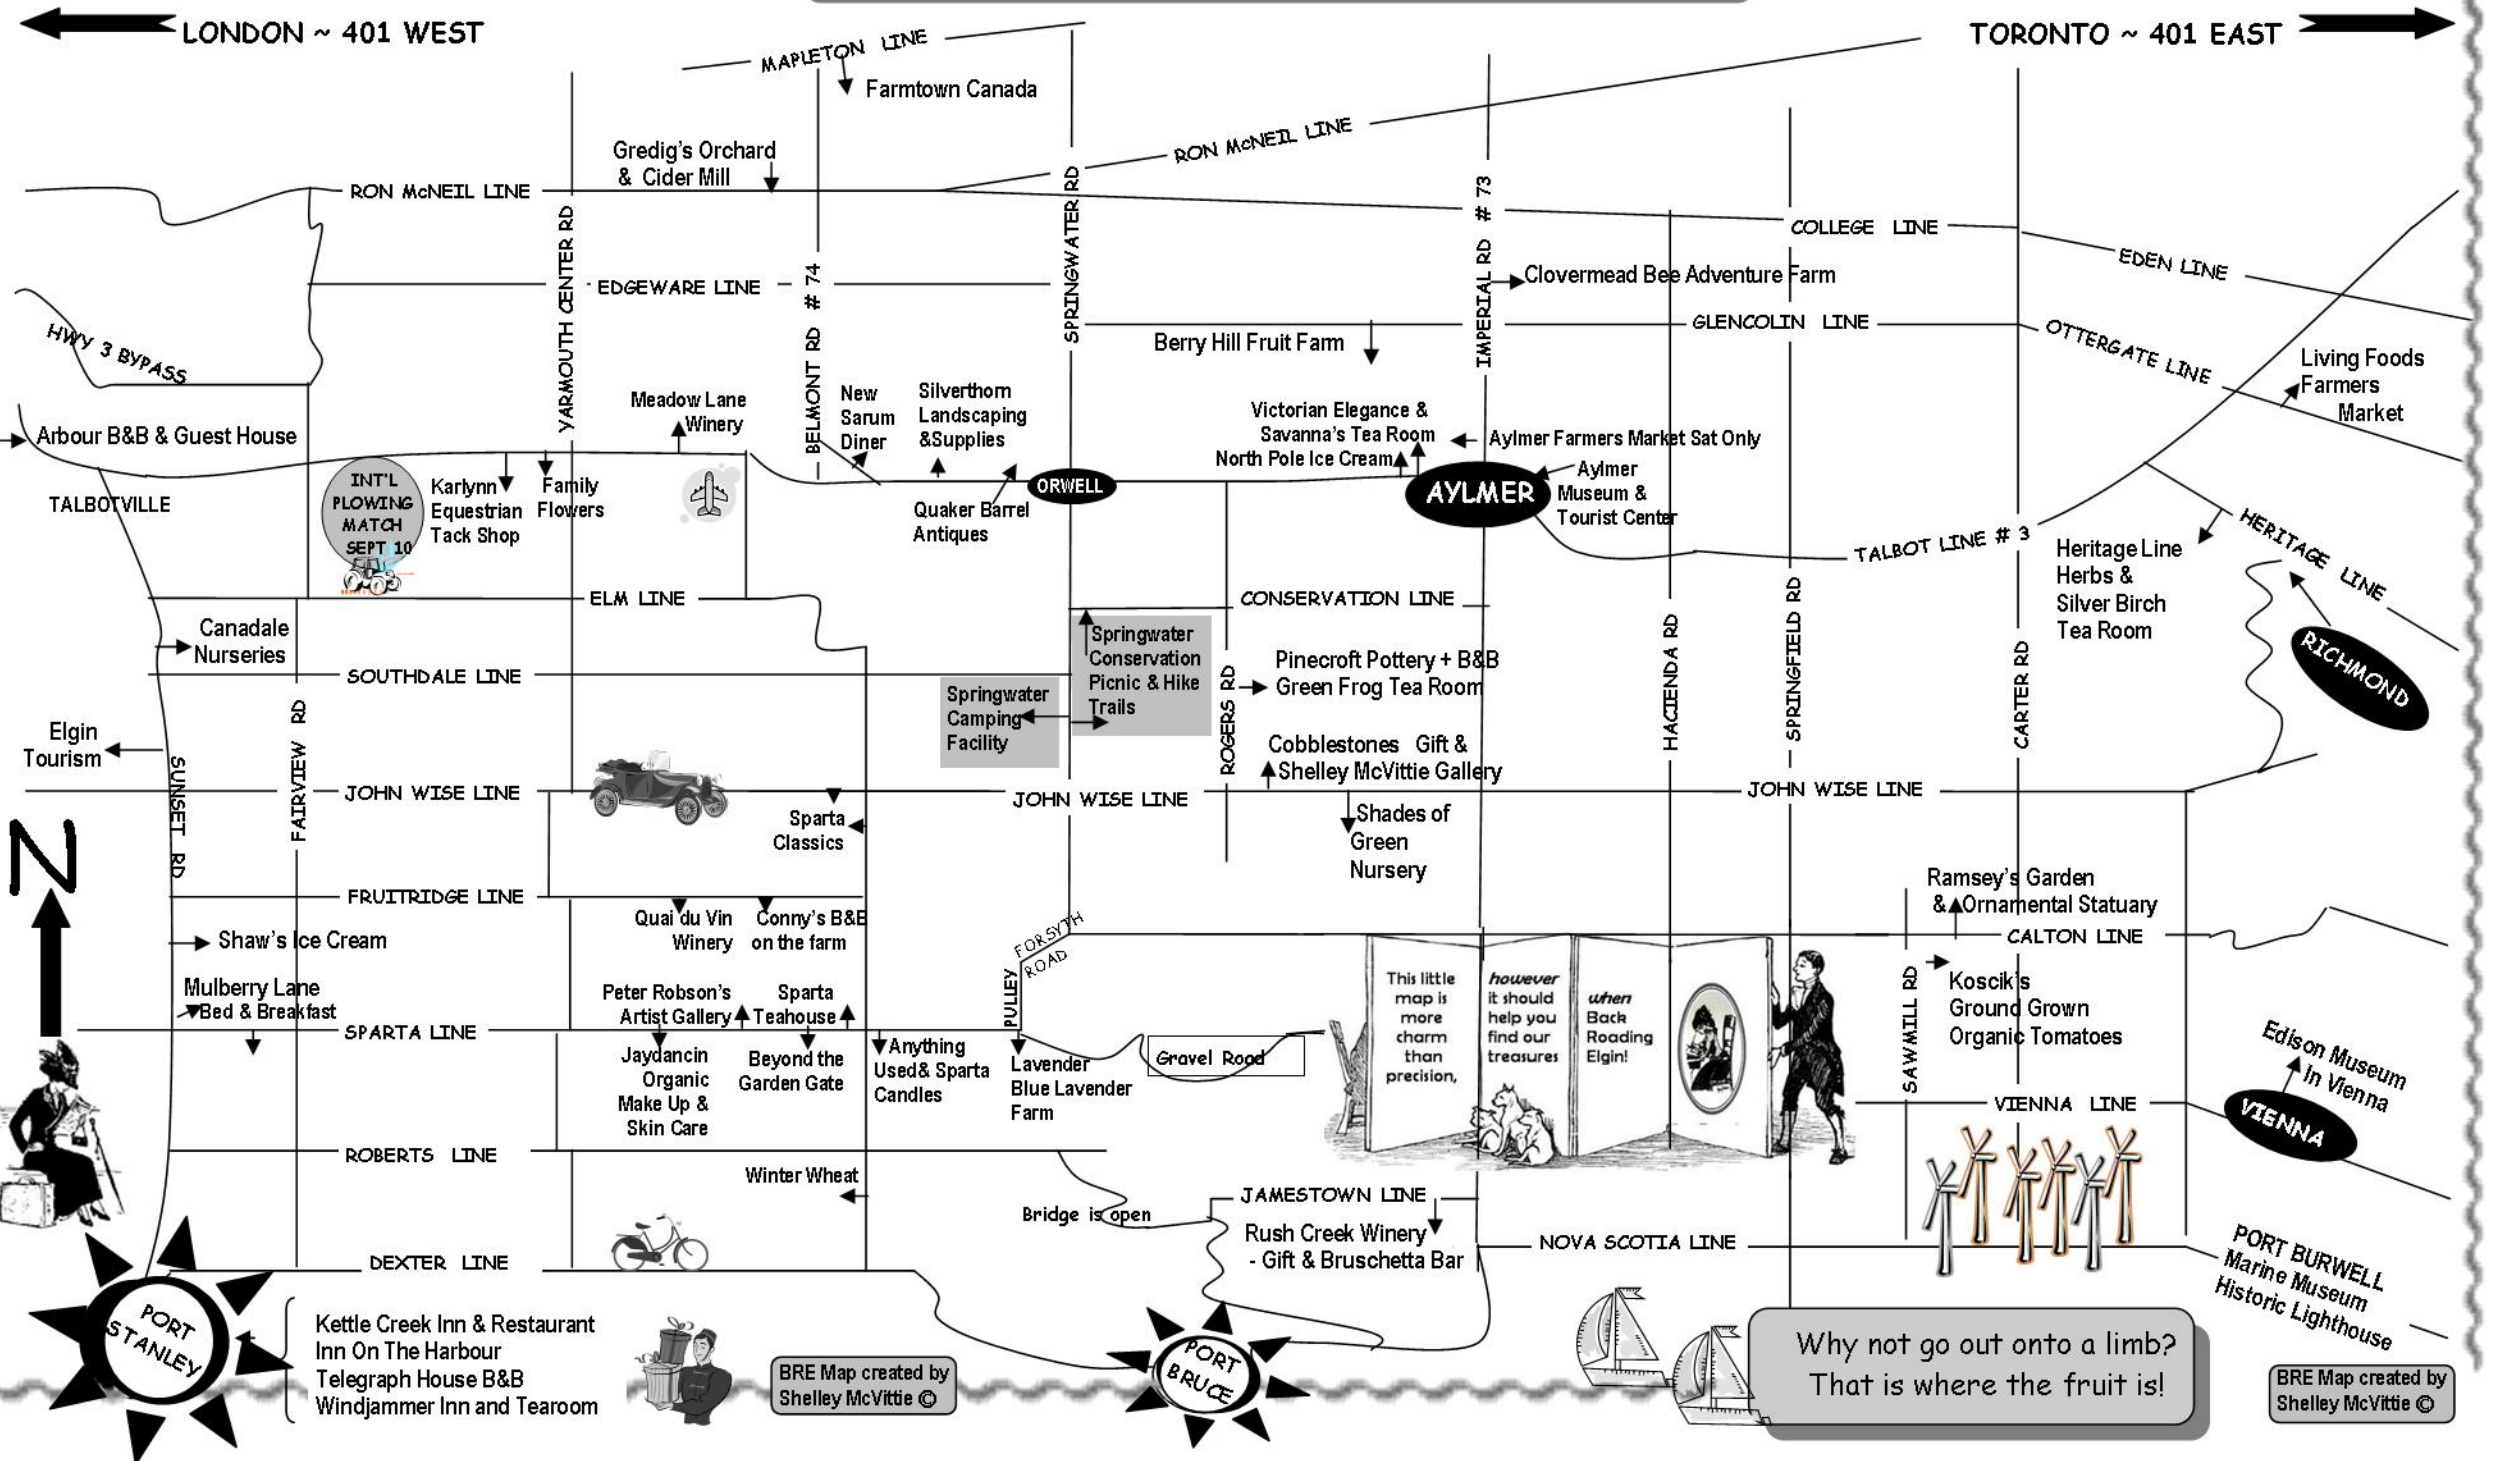 LONDON ~ 401 WEST
TORONTO ~ 401 EAST
MAPLETON LINE
Farmtown Canada
RON McNEIL LINE
Gredig's Orchard
& Cider Mill
RON McNEIL LINE
YARMOUTH CENTER RD
BELMONT RD # 74
SPRINGWATER RD
IMPERIAL RD # 73
COLLEGE LINE
EDEN LINE
EDGEWARE LINE
Clovermead Bee Adventure Farm
GLENCOLIN LINE
OTTERGATE LINE
HWY 3 BYPASS
Berry Hill Fruit Farm
Living Foods
Farmers
Market
Arbour B&B & Guest House
Meadow Lane
Winery
New
Sarum
Diner
Silverthorn
Landscaping
&Supplies
Victorian Elegance &
Savanna's Tea Room
North Pole Ice Cream
Aylmer Farmers Market Sat Only
AYLMER
Aylmer
Museum &
Tourist Center
TALBOTVILLE
INT'L
PLOWING
MATCH
SEPT 10
Karlynn
Equestrian
Tack Shop
Family
Flowers
Quaker Barrel
Antiques
ORWELL
TALBOT LINE # 3
HERITAGE LINE
Heritage Line
Herbs &
Silver Birch
Tea Room
RICHMOND
ELM LINE
CONSERVATION LINE
Canadale
Nurseries
SOUTHDALE LINE
Springwater
Conservation
Picnic & Hike
Trails
Springwater
Camping
Facility
ROGERS RD
Pinecroft Pottery + B&B
Green Frog Tea Room
HACIENDA RD
SPRINGFIELD RD
CARTER RD
Elgin
Tourism
SUNSET RD
FAIRVIEW RD
Cobblestones Gift &
Shelley McVittie Gallery
JOHN WISE LINE
JOHN WISE LINE
JOHN WISE LINE
Sparta
Classics
Shades of
Green
Nursery
N
FRUITRIDGE LINE
Quai du Vin
Winery
Conny's B&B
on the farm
FORSYTH
ROAD
Ramsey's Garden
& Ornamental Statuary
CALTON LINE
Shaw's Ice Cream
Mulberry Lane
Bed & Breakfast
Peter Robson's
Artist Gallery
Sparta
Teahouse
PULLEY
SPARTA LINE
Jaydancin
Organic
Make Up &
Skin Care
Beyond the
Garden Gate
Anything
Used& Sparta
Candles
Lavender
Blue Lavender
Farm
Gravel Road
This little
map is
more
charm
than
precision,
however
it should
help you
find our
treasures
when
Back
Roading
Elgin!
SAWMILL RD
Koscik's
Ground Grown
Organic Tomatoes
Edison Museum
In Vienna
VIENNA LINE
VIENNA
ROBERTS LINE
Winter Wheat
Bridge is open
JAMESTOWN LINE
Rush Creek Winery
- Gift & Bruschetta Bar
NOVA SCOTIA LINE
DEXTER LINE
PORT BURWELL
Marine Museum
Historic Lighthouse
PORT
STANLEY
Kettle Creek Inn & Restaurant
Inn On The Harbour
Telegraph House B&B
Windjammer Inn and Tearoom
BRE Map created by
Shelley McVittie ©
PORT
BRUCE
Why not go out onto a limb?
That is where the fruit is!
BRE Map created by
Shelley McVittie ©